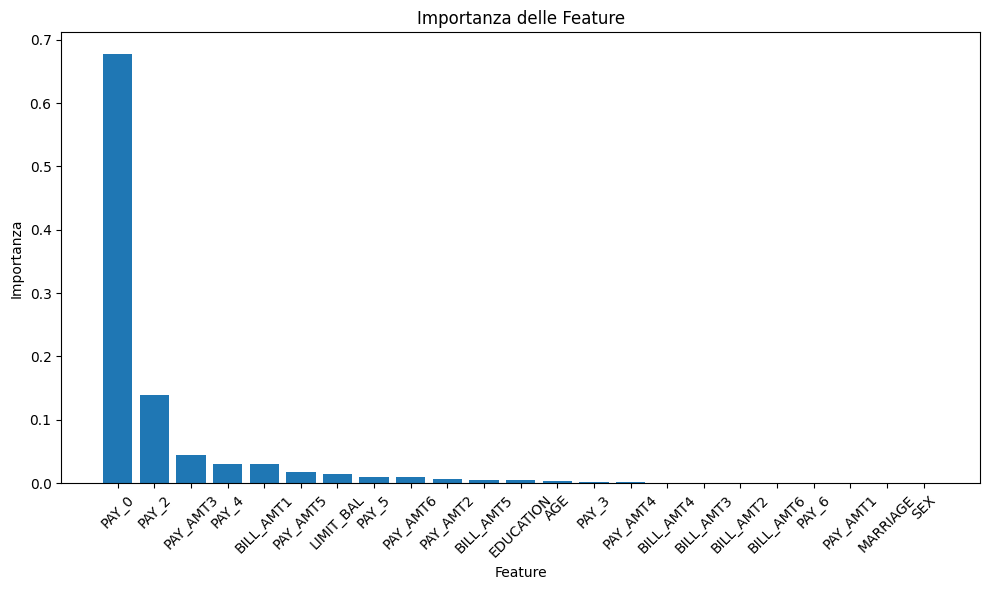 Importanza delle Feature
Importanza
0.7
0.6
0.5
0.4
0.3
0.2
0.1
0.0
PAY_0
PAY_2
PAY_AMT3
PAY_4
BILL_AMT1
PAY_AMT5
LIMIT_BAL
PAY_5
PAY_AMT6
PAY_AMT2
BILL_AMT5
EDUCATION
AGE
PAY_3
PAY_AMT4
BILL_AMT4
BILL_AMT3
BILL_AMT2
BILL_AMT6
PAY_6
PAY_AMT1
MARRIAGE
SEX
Feature